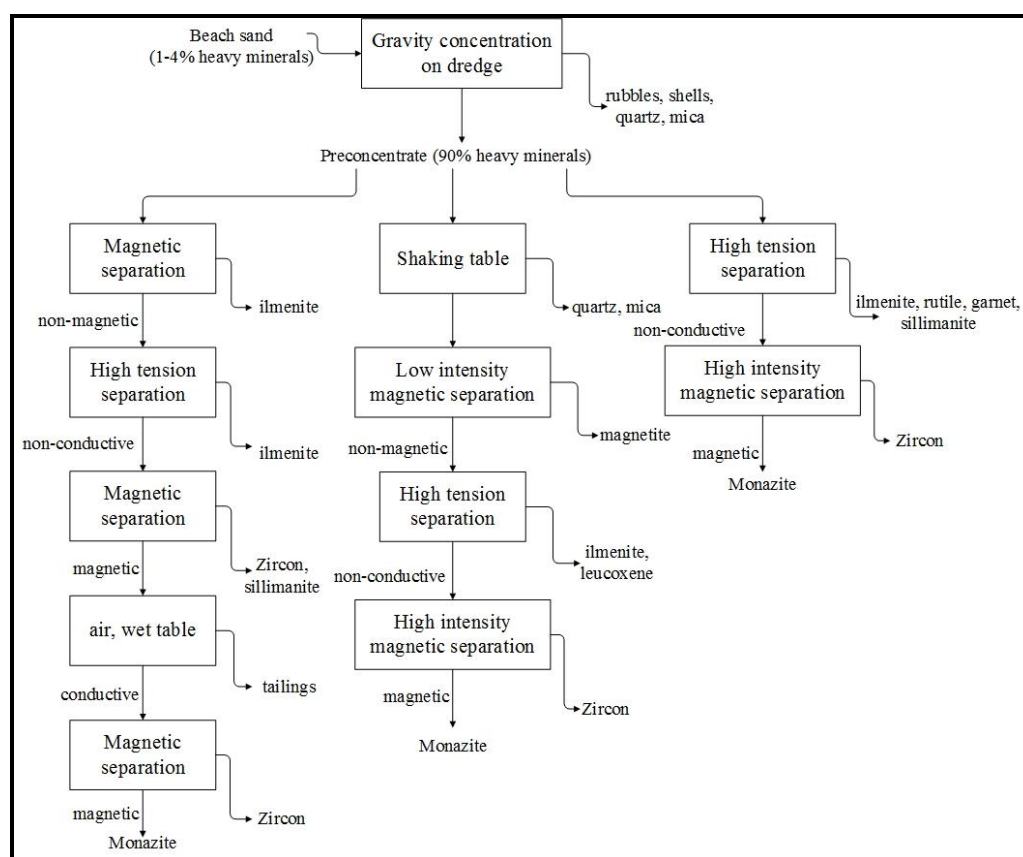 Beach sand
(1-4% heavy minerals)
Gravity concentration
on dredge
rubbles, shells,
quartz, mica
Preconcentrate (90% heavy minerals)
Magnetic
separation
ilmenite
non-magnetic
High tension
separation
ilmenite
non-conductive
Magnetic
separation
Zircon,
sillimanite
magnetic
air, wet table
tailings
conductive
Magnetic
separation
Zircon
magnetic
Monazite
Shaking table
quartz, mica
Low intensity
magnetic separation
magnetite
non-magnetic
High tension
separation
ilmenite,
leucoxene
non-conductive
High intensity
magnetic separation
Zircon
magnetic
Monazite
High tension
separation
ilmenite, rutile, garnet,
sillimanite
non-conductive
High intensity
magnetic separation
Zircon
magnetic
Monazite